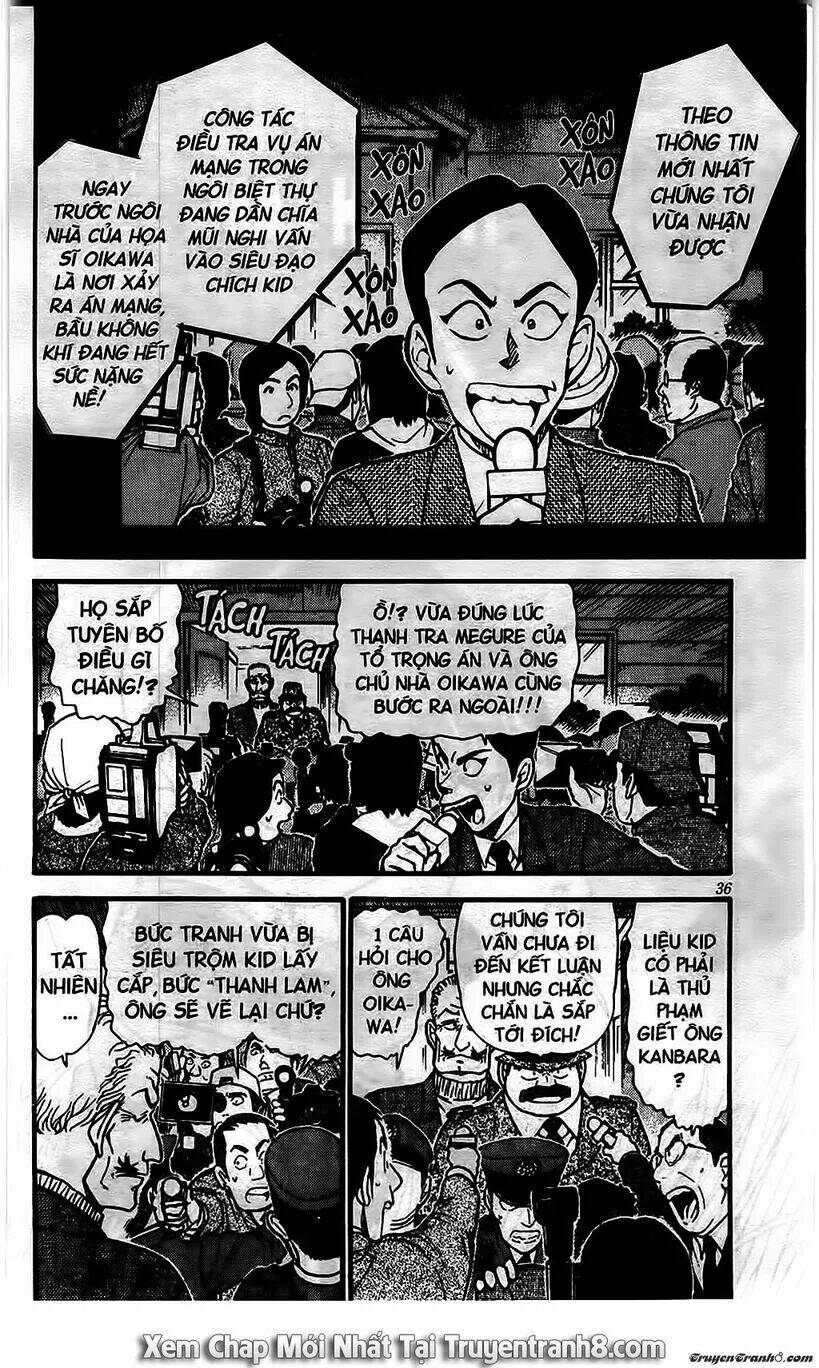 THEO
THÔNG TIN
MỚI NHẤT
CHÚNG TÔI
VỪA NHẬN
ĐƯỢC
XÔN
XAO
XÔN
XAO
XÔN
XAO
CÔNG TÁC
ĐIỀU TRA VỤ ÁN
MẠNG TRONG
NGÔI BIỆT THỰ
ĐANG DẦN CHĨA
MŨI NGHI VẤN
VÀO SIÊU ĐẠO
CHÍCH KID
NGAY
TRƯỚC NGÔI
NHÀ CỦA HỌA
SĨ OIKAWA
LÀ NƠI XẢY
RA ÁN MẠNG,
BẦU KHÔNG
KHÍ ĐANG HẾT
SỨC NẶNG
NỀ!
Ồ!? VỪA ĐÚNG LÚC
THANH TRA MEGURE CỦA
TỔ TRỌNG ÁN VÀ ÔNG
CHỦ NHÀ OIKAWA CÙNG
BƯỚC RA NGOÀI!!!
TÁCH
TÁCH
HỌ SẮP
TUYÊN BỐ
ĐIỀU GÌ
CHĂNG!?
36
LIỆU KID
CÓ PHẢI
LÀ THỦ
PHẠM
GIẾT ÔNG
KANBARA
?
CHÚNG TÔI
VẪN CHƯA ĐI
ĐẾN KẾT LUẬN
NHƯNG CHẮC
CHẮN LÀ SẮP
TỚI ĐÍCH!
1 CÂU
HỎI CHO
ÔNG
OIKA-
WA!
BỨC TRANH VỪA BỊ
SIÊU TRỘM KID LẤY
CẮP, BỨC "THANH LAM",
ÔNG SẼ VẼ LẠI CHỨ?
TẤT
NHIÊN
...
Xem Chap Mới Nhất Tại Truyentranh8.com
TruyenTranh8.com